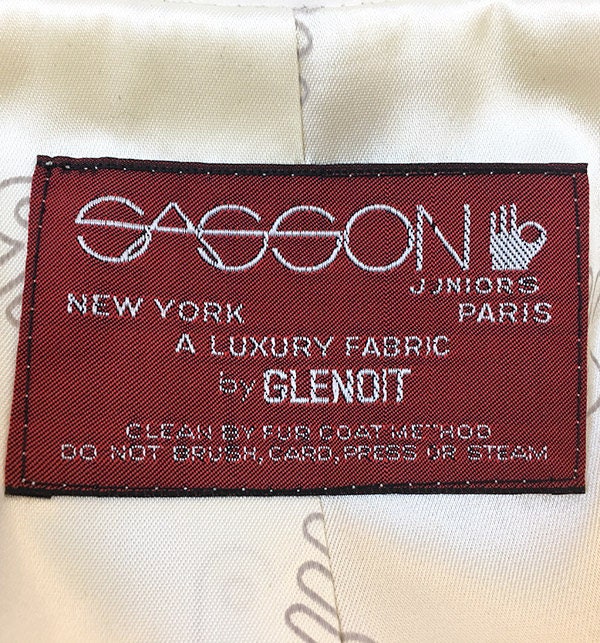 SASSON
JUNIORS
NEW YORK PARIS
A LUXURY FABRIC
by GLENOIT
CLEAN BY FUR COAT METHOD
DO NOT BRUSH, CARD, PRESS OR STEAM